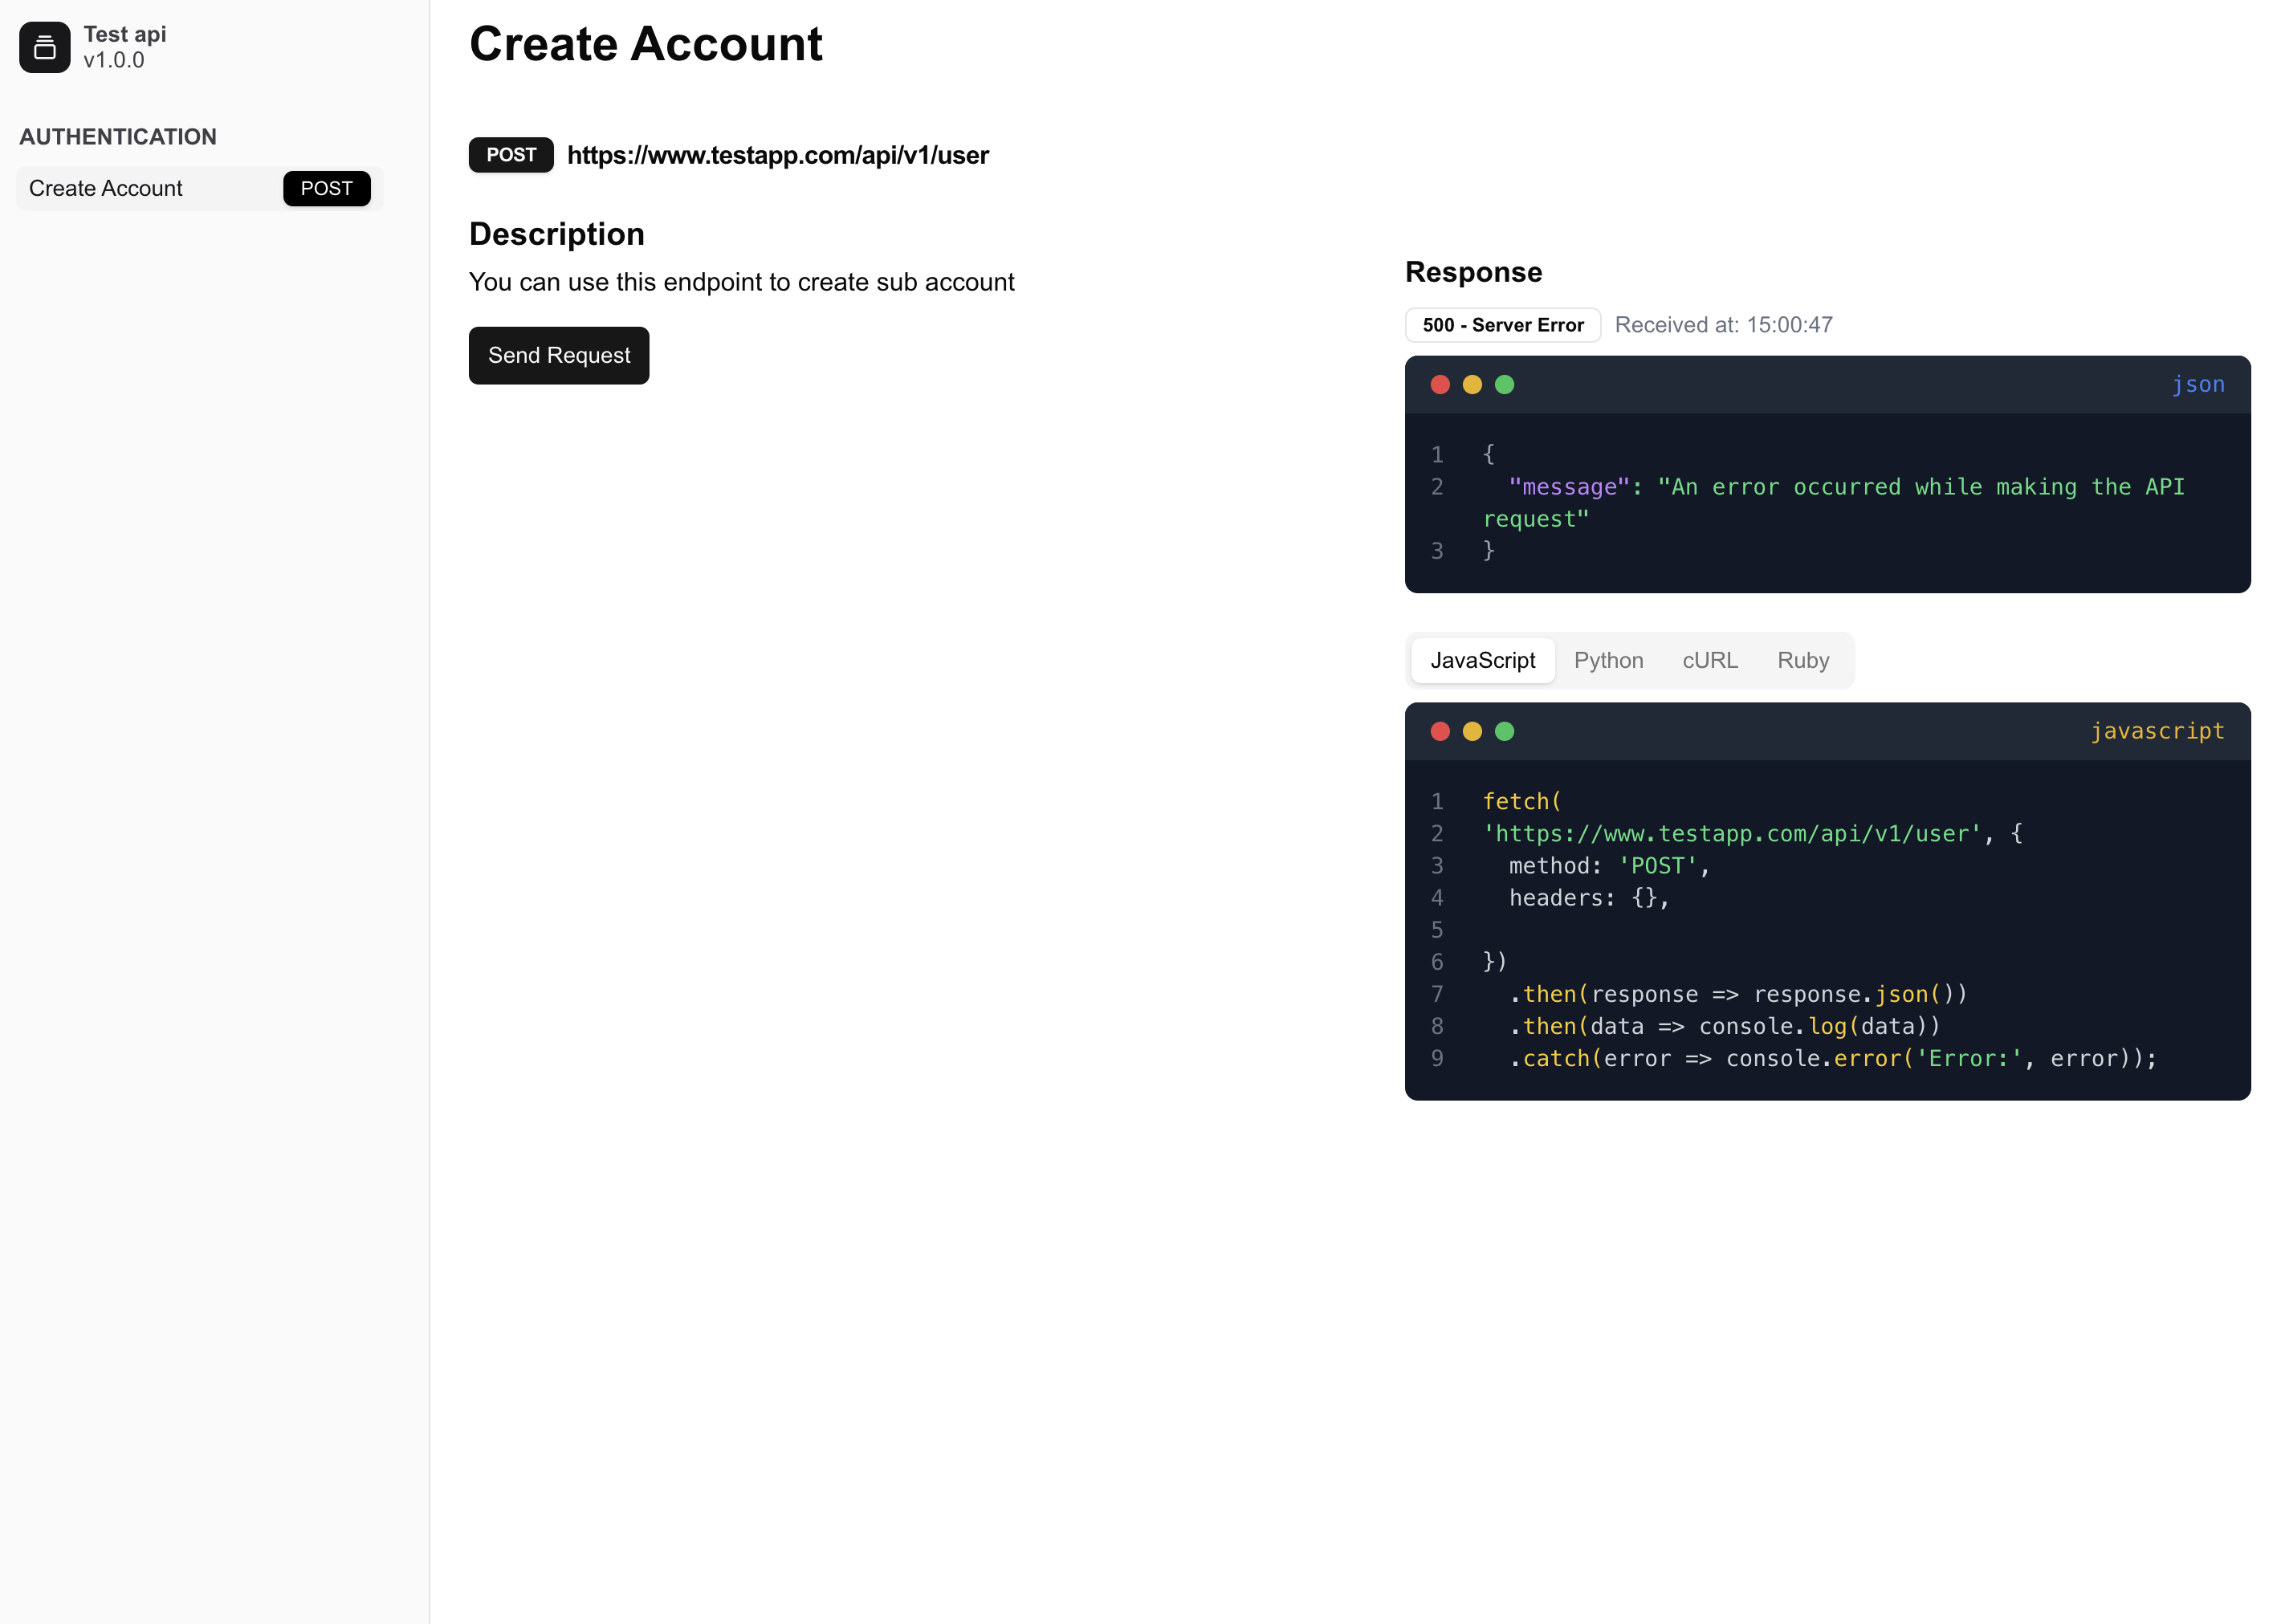 Test api
v1.0.0
AUTHENTICATION
Create Account POST
Create Account
POST https://www.testapp.com/api/v1/user
Description
You can use this endpoint to create sub account
Send Request
Response
500 - Server Error Received at: 15:00:47
json
1 {
2   "message": "An error occurred while making the API
request"
3 }
JavaScript Python cURL Ruby
javascript
1 fetch(
2 'https://www.testapp.com/api/v1/user', {
3   method: 'POST',
4   headers: {},
5
6 })
7   .then(response => response.json())
8   .then(data => console.log(data))
9   .catch(error => console.error('Error:', error));